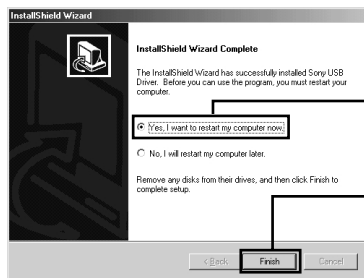 InstallShield Wizard
InstallShield Wizard Complete
The InstallShield Wizard has successfully installed Sony USB
Driver. Before you can use the program, you must restart your
computer.
Yes, I want to restart my computer now.
No, I will restart my computer later.
Remove any disks from their drives, and then click Finish to
complete setup.
< Back
Finish
Cancel